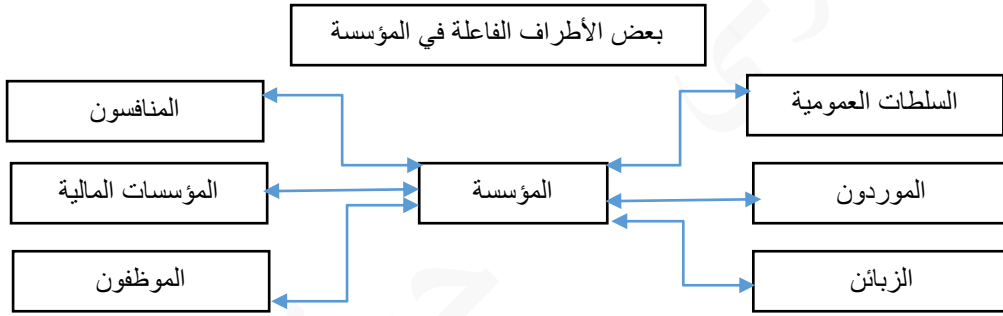 بعض الأطراف الفاعلة في المؤسسة
السلطات العمومية
المنافسون
الموردون
المؤسسة
المؤسسات المالية
الزبائن
الموظفون